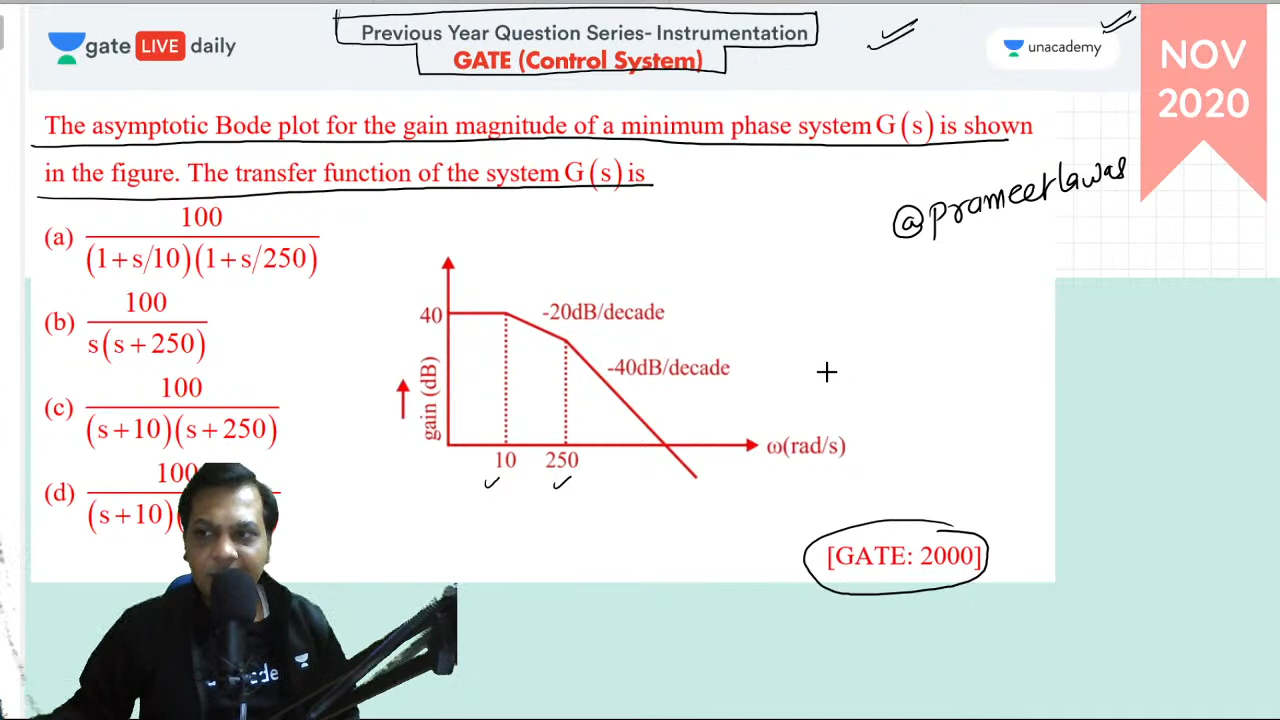 gate LIVE daily
Previous Year Question Series- Instrumentation
GATE (Control System)
unacademy
NOV
2020
The asymptotic Bode plot for the gain magnitude of a minimum phase system G(s) is shown
in the figure. The transfer function of the system G(s) is
@prameetlawas
(a) 100/((1+s/10)(1+s/250))
(b) 100/(s(s+250))
(c) 100/((s+10)(s+250))
(d) 100 (s+10)(
40
-20dB/decade
-40dB/decade
gain (dB)
10
250
ω(rad/s)
[GATE: 2000]